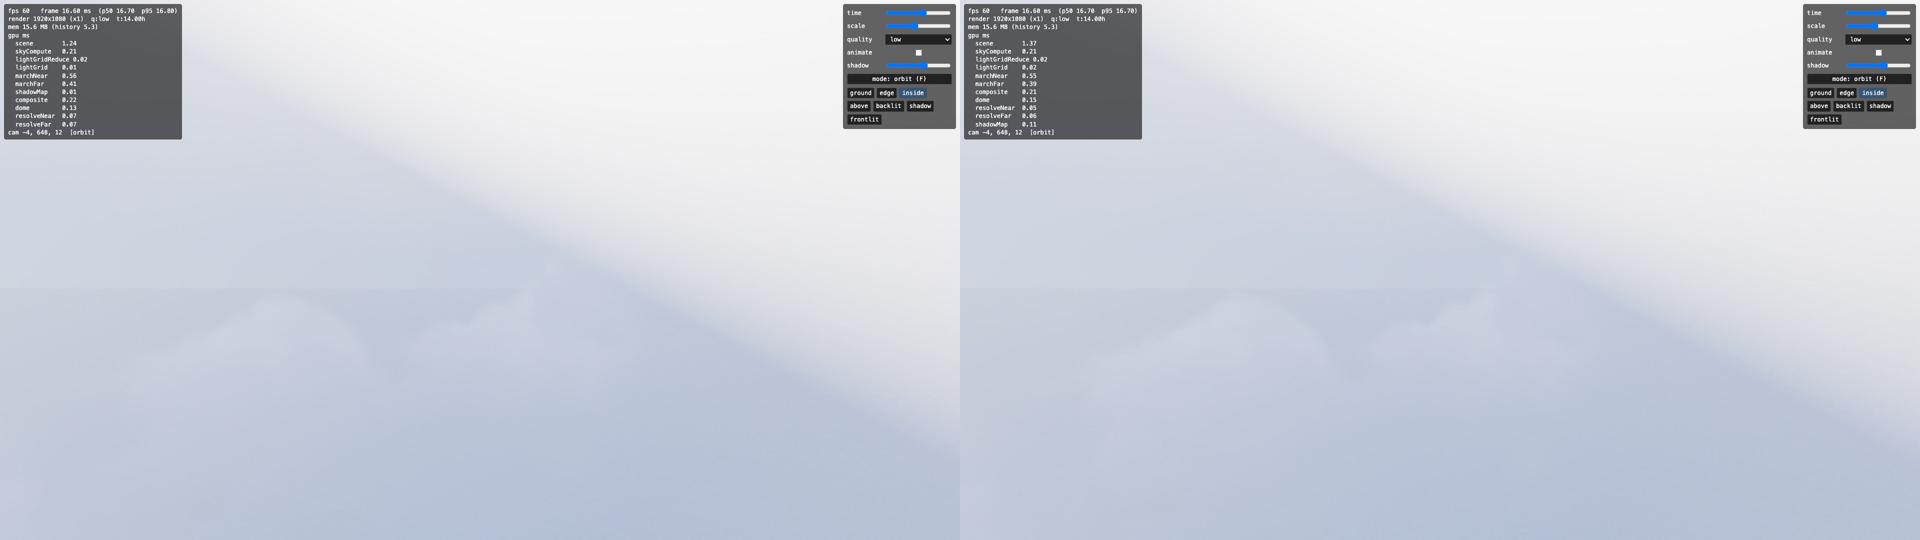 fps 60 frame 16.60 ms (p50 16.70 p95 16.80)
render 1920x1080 (x1) q:low t:14.00h
mem 15.6 MB (history 5.3)
gpu ms
scene 1.24
skyCompute 0.21
lightGridReduce 0.02
lightGrid 0.01
marchNear 0.56
marchFar 0.41
shadowMap 0.01
composite 0.22
dome 0.13
resolveNear 0.07
resolveFar 0.07
cam -4, 648, 12 [orbit]
time
scale
quality low
animate
shadow
mode: orbit (F)
ground edge inside
above backlit shadow
frontlit
fps 60 frame 16.60 ms (p50 16.70 p95 16.70)
render 1920x1080 (x1) q:low t:14.00h
mem 15.6 MB (history 5.3)
gpu ms
scene 1.37
skyCompute 0.21
lightGridReduce 0.02
lightGrid 0.02
marchNear 0.55
marchFar 0.39
composite 0.21
dome 0.15
resolveNear 0.05
resolveFar 0.06
shadowMap 0.11
cam -4, 648, 12 [orbit]
time
scale
quality low
animate
shadow
mode: orbit (F)
ground edge inside
above backlit shadow
frontlit